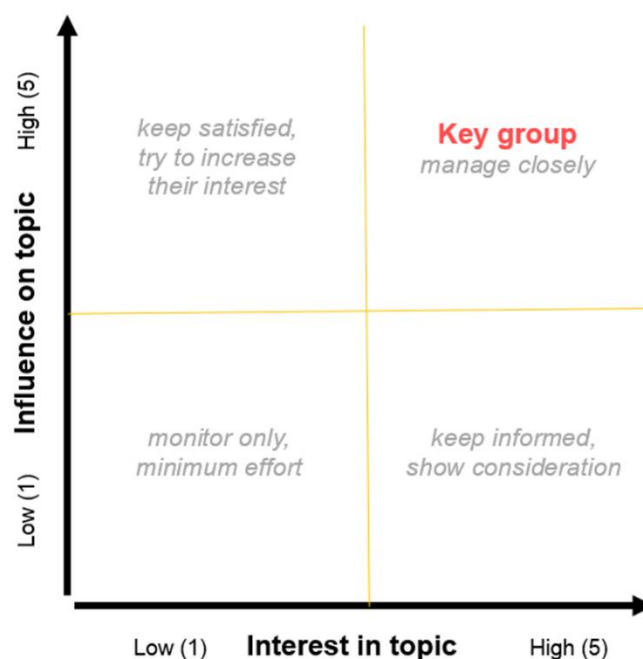 High (5)
keep satisfied,
try to increase
their interest
Key group
manage closely
Influence on topic
monitor only,
minimum effort
keep informed,
show consideration
Low (1)
Low (1) Interest in topic High (5)